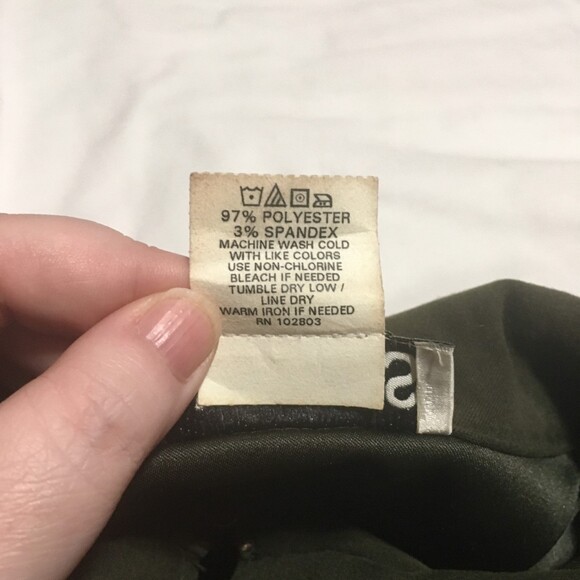 97% POLYESTER
3% SPANDEX
MACHINE WASH COLD
WITH LIKE COLORS
USE NON-CHLORINE
BLEACH IF NEEDED
TUMBLE DRY LOW /
LINE DRY
WARM IRON IF NEEDED
RN 102803
S